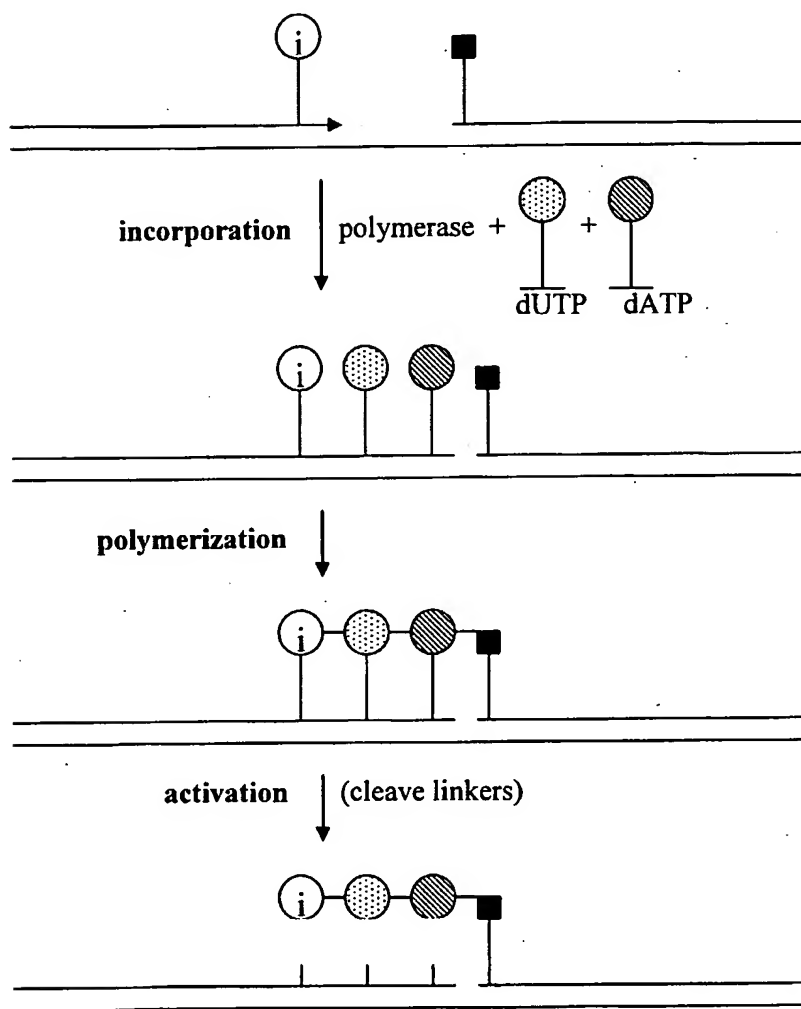 i
incorporation polymerase + +
dUTP dATP
i
polymerization
i
activation (cleave linkers)
i